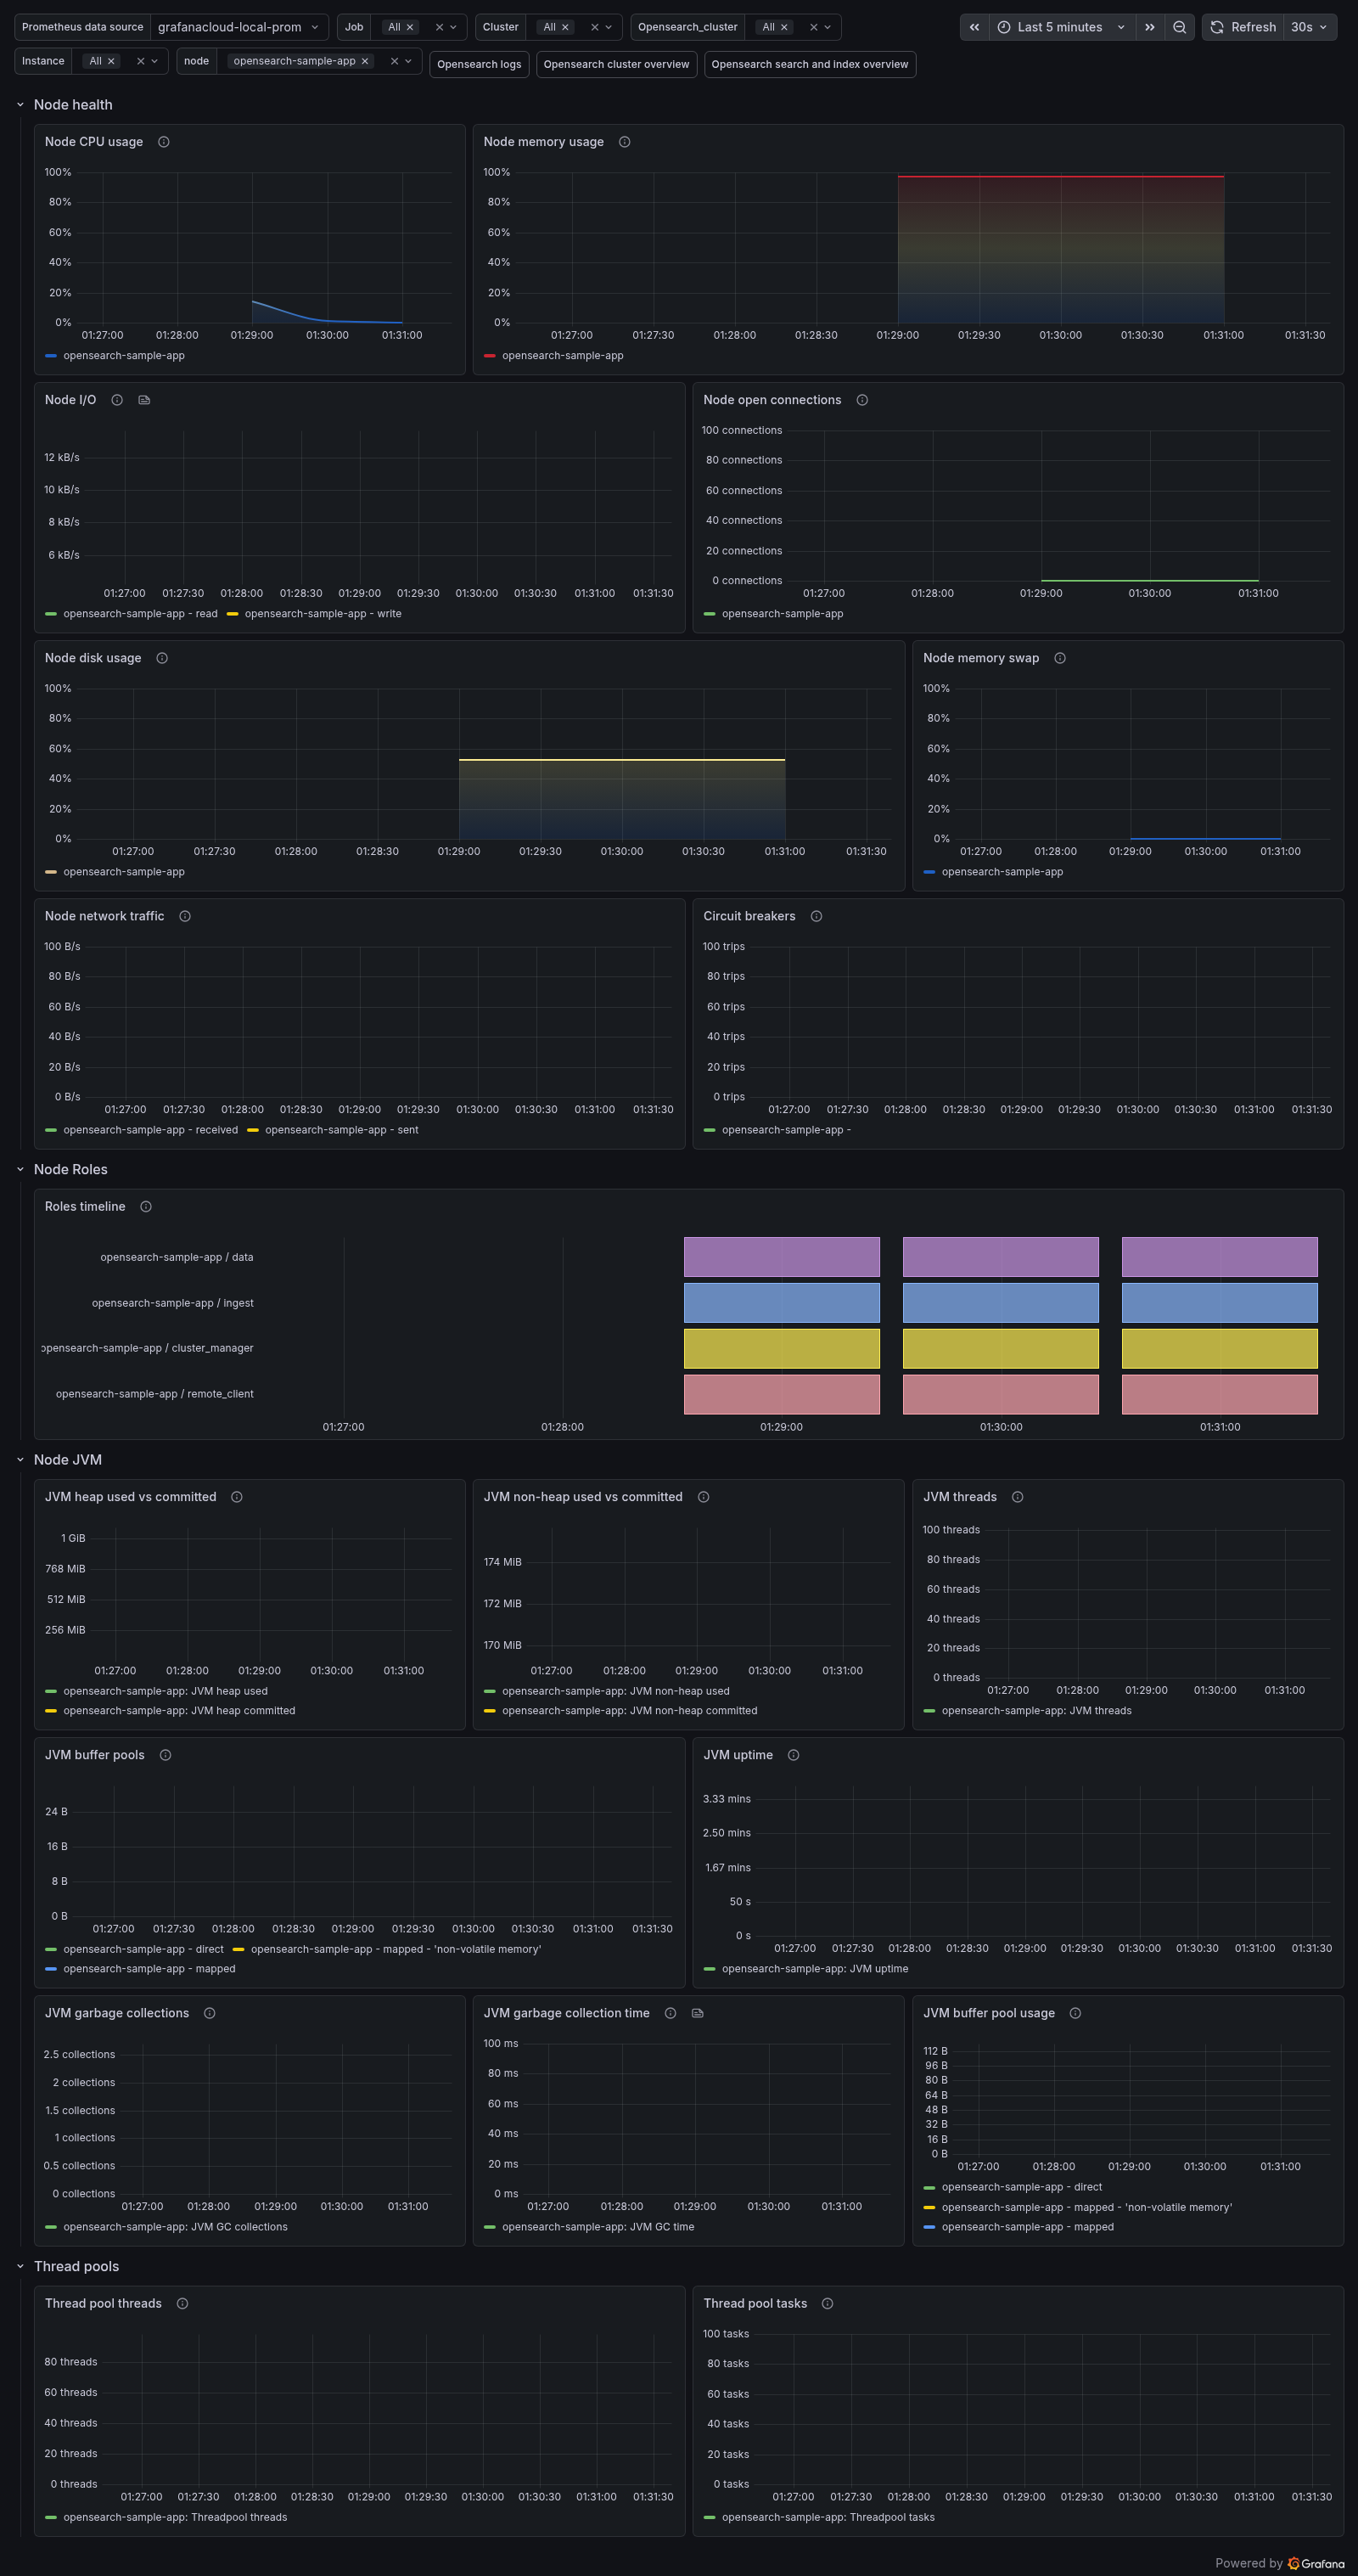 Prometheus data source grafanacloud-local-prom Job All Cluster All Opensearch_cluster All Last 5 minutes Refresh 30s
Instance All node opensearch-sample-app Opensearch logs Opensearch cluster overview Opensearch search and index overview
Node health
Node CPU usage
100%
80%
60%
40%
20%
0%
01:27:00 01:28:00 01:29:00 01:30:00 01:31:00
opensearch-sample-app
Node memory usage
100%
80%
60%
40%
20%
0%
01:27:00 01:27:30 01:28:00 01:28:30 01:29:00 01:29:30 01:30:00 01:30:30 01:31:00 01:31:30
opensearch-sample-app
Node I/O
12 kB/s
10 kB/s
8 kB/s
6 kB/s
01:27:00 01:27:30 01:28:00 01:28:30 01:29:00 01:29:30 01:30:00 01:30:30 01:31:00 01:31:30
opensearch-sample-app - read opensearch-sample-app - write
Node open connections
100 connections
80 connections
60 connections
40 connections
20 connections
0 connections
01:27:00 01:28:00 01:29:00 01:30:00 01:31:00
opensearch-sample-app
Node disk usage
100%
80%
60%
40%
20%
0%
01:27:00 01:27:30 01:28:00 01:28:30 01:29:00 01:29:30 01:30:00 01:30:30 01:31:00 01:31:30
opensearch-sample-app
Node memory swap
100%
80%
60%
40%
20%
0%
01:27:00 01:28:00 01:29:00 01:30:00 01:31:00
opensearch-sample-app
Node network traffic
100 B/s
80 B/s
60 B/s
40 B/s
20 B/s
0 B/s
01:27:00 01:27:30 01:28:00 01:28:30 01:29:00 01:29:30 01:30:00 01:30:30 01:31:00 01:31:30
opensearch-sample-app - received opensearch-sample-app - sent
Circuit breakers
100 trips
80 trips
60 trips
40 trips
20 trips
0 trips
01:27:00 01:27:30 01:28:00 01:28:30 01:29:00 01:29:30 01:30:00 01:30:30 01:31:00 01:31:30
opensearch-sample-app -
Node Roles
Roles timeline
opensearch-sample-app / data
opensearch-sample-app / ingest
opensearch-sample-app / cluster_manager
opensearch-sample-app / remote_client
01:27:00 01:28:00 01:29:00 01:30:00 01:31:00
Node JVM
JVM heap used vs committed
1 GiB
768 MiB
512 MiB
256 MiB
01:27:00 01:28:00 01:29:00 01:30:00 01:31:00
opensearch-sample-app: JVM heap used
opensearch-sample-app: JVM heap committed
JVM non-heap used vs committed
174 MiB
172 MiB
170 MiB
01:27:00 01:28:00 01:29:00 01:30:00 01:31:00
opensearch-sample-app: JVM non-heap used
opensearch-sample-app: JVM non-heap committed
JVM threads
100 threads
80 threads
60 threads
40 threads
20 threads
0 threads
01:27:00 01:28:00 01:29:00 01:30:00 01:31:00
opensearch-sample-app: JVM threads
JVM buffer pools
24 B
16 B
8 B
0 B
01:27:00 01:27:30 01:28:00 01:28:30 01:29:00 01:29:30 01:30:00 01:30:30 01:31:00 01:31:30
opensearch-sample-app - direct opensearch-sample-app - mapped - 'non-volatile memory'
opensearch-sample-app - mapped
JVM uptime
3.33 mins
2.50 mins
1.67 mins
50 s
0 s
01:27:00 01:27:30 01:28:00 01:28:30 01:29:00 01:29:30 01:30:00 01:30:30 01:31:00 01:31:30
opensearch-sample-app: JVM uptime
JVM garbage collections
2.5 collections
2 collections
1.5 collections
1 collections
0.5 collections
0 collections
01:27:00 01:28:00 01:29:00 01:30:00 01:31:00
opensearch-sample-app: JVM GC collections
JVM garbage collection time
100 ms
80 ms
60 ms
40 ms
20 ms
0 ms
01:27:00 01:28:00 01:29:00 01:30:00 01:31:00
opensearch-sample-app: JVM GC time
JVM buffer pool usage
112 B
96 B
80 B
64 B
48 B
32 B
16 B
0 B
01:27:00 01:28:00 01:29:00 01:30:00 01:31:00
opensearch-sample-app - direct
opensearch-sample-app - mapped - 'non-volatile memory'
opensearch-sample-app - mapped
Thread pools
Thread pool threads
80 threads
60 threads
40 threads
20 threads
0 threads
01:27:00 01:27:30 01:28:00 01:28:30 01:29:00 01:29:30 01:30:00 01:30:30 01:31:00 01:31:30
opensearch-sample-app: Threadpool threads
Thread pool tasks
100 tasks
80 tasks
60 tasks
40 tasks
20 tasks
0 tasks
01:27:00 01:27:30 01:28:00 01:28:30 01:29:00 01:29:30 01:30:00 01:30:30 01:31:00 01:31:30
opensearch-sample-app: Threadpool tasks
Powered by Grafana